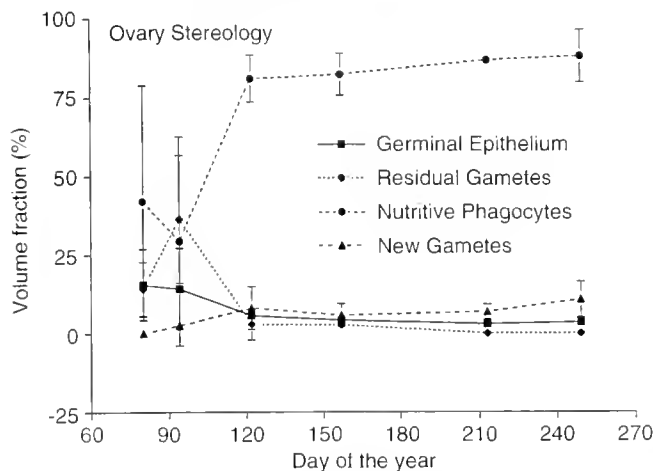 Ovary Stereology
100
75
50
25
0
-25
Volume fraction (%)
Germinal Epithelium
Residual Gametes
Nutritive Phagocytes
New Gametes
60 90 120 150 180 210 240 270
Day of the year